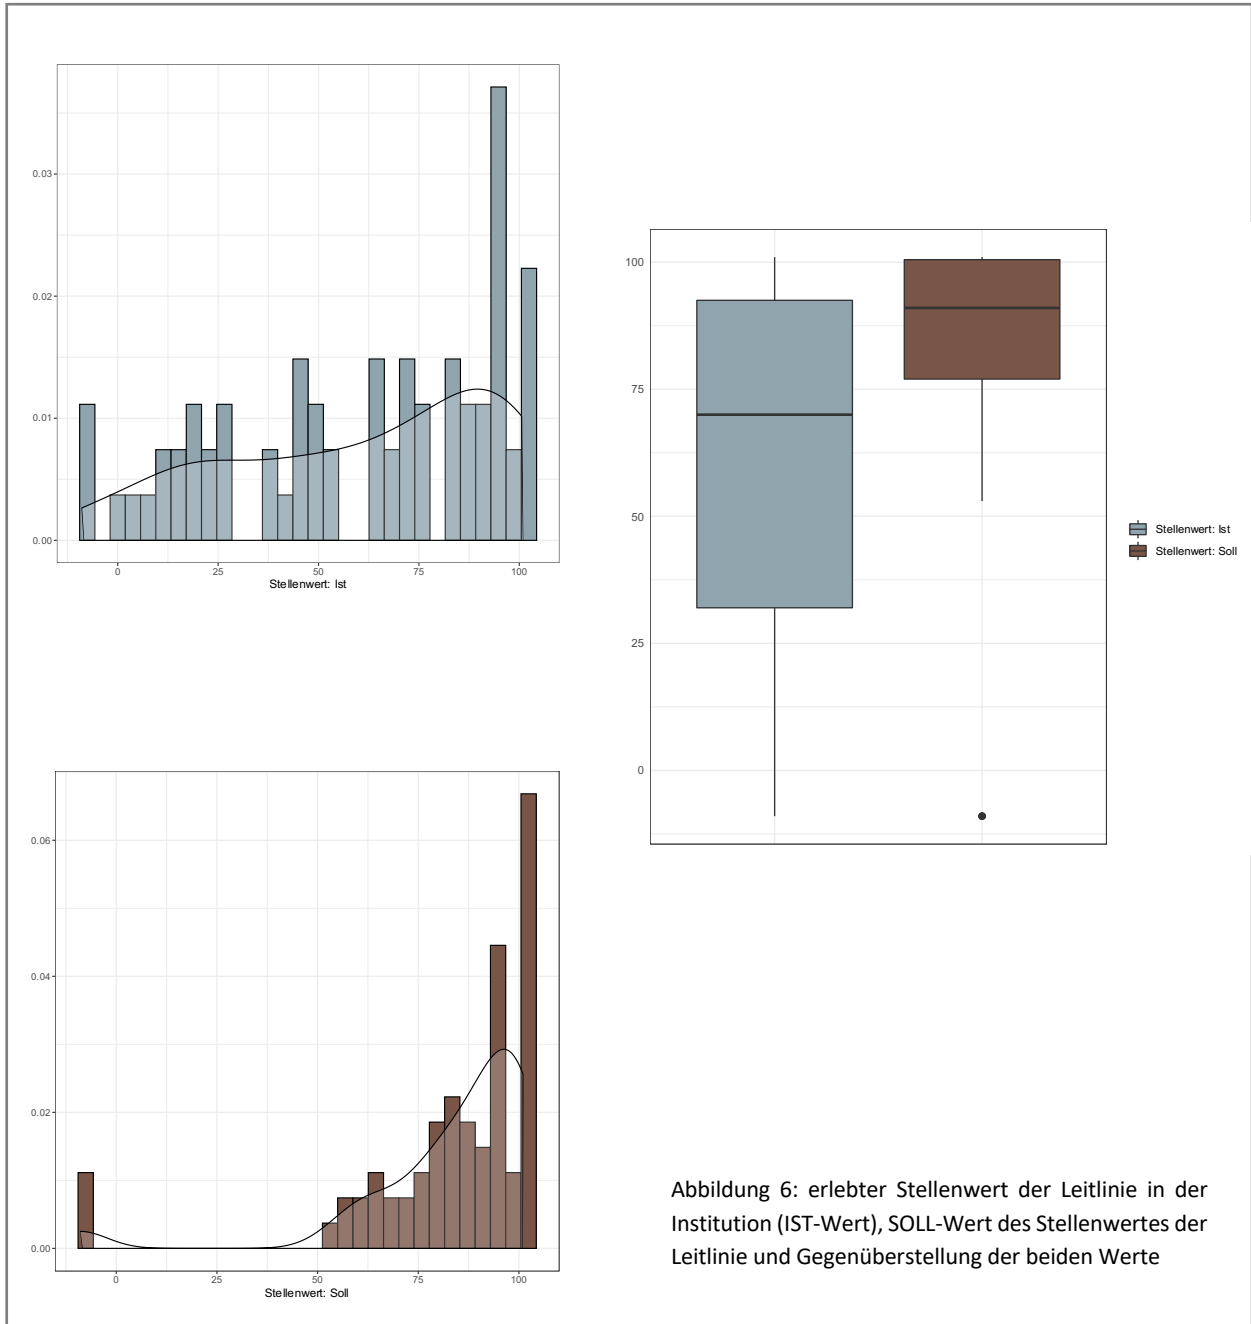 0.03
0.02
0.01
0.00
0 25 50 75 100
Stellenwert: Ist
100
75
50
25
0
Stellenwert: Ist
Stellenwert: Soll
0.06
0.04
0.02
0.00
0 25 50 75 100
Stellenwert: Soll
Abbildung 6: erlebter Stellenwert der Leitlinie in der
Institution (IST-Wert), SOLL-Wert des Stellenwertes der
Leitlinie und Gegenüberstellung der beiden Werte